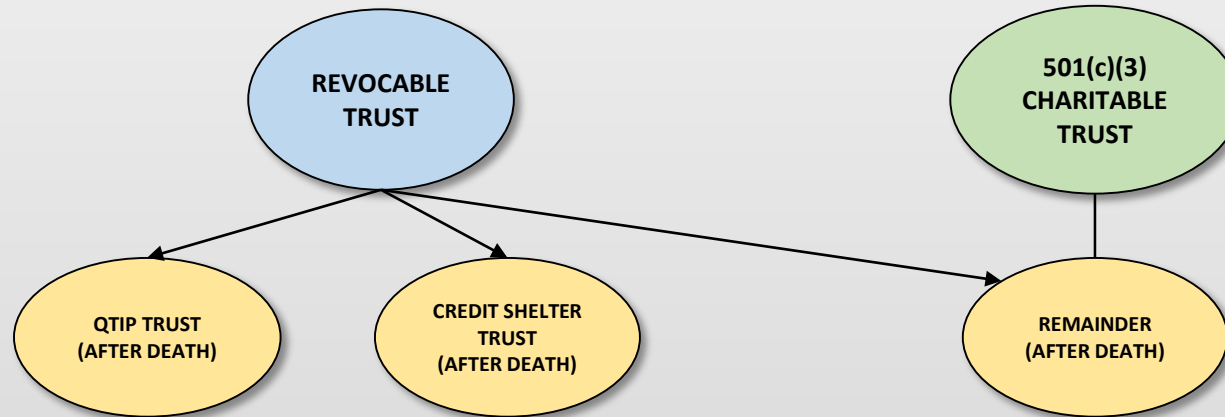 REVOCABLE
TRUST
501(c)(3)
CHARITABLE
TRUST
QTIP TRUST
(AFTER DEATH)
CREDIT SHELTER
TRUST
(AFTER DEATH)
REMAINDER
(AFTER DEATH)